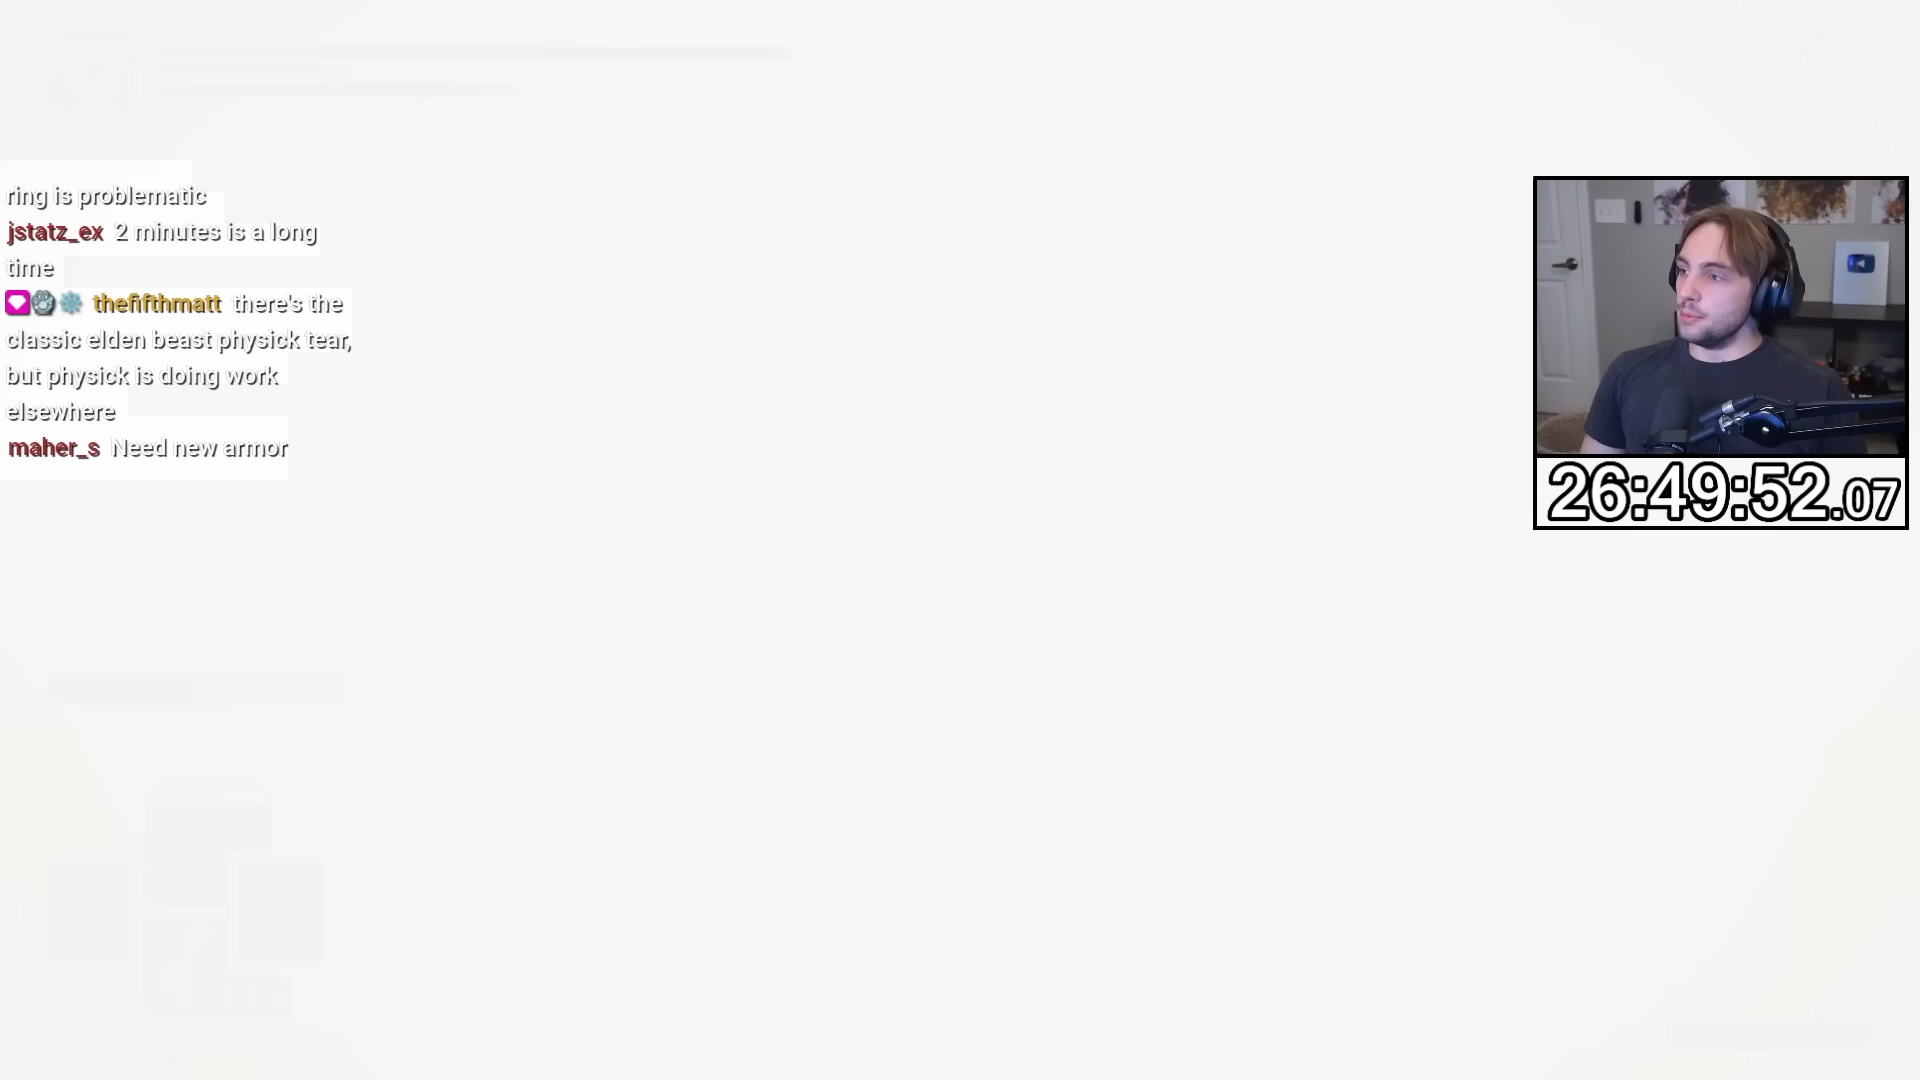 ring is problematic
jstatz_ex 2 minutes is a long
time
thefifthmatt there's the
classic elden beast physick tear,
but physick is doing work
elsewhere
maher_s Need new armor
26:49:52.07